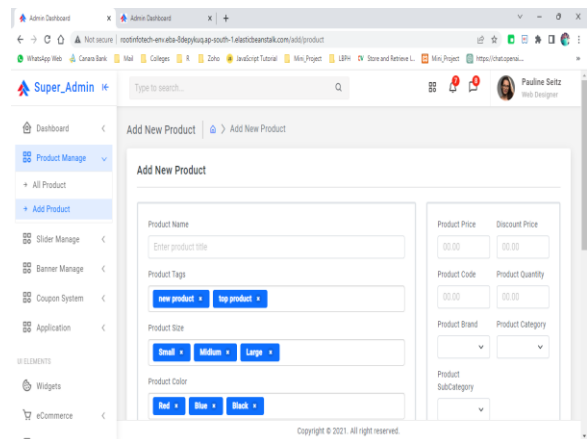 Admin Dashboard x Admin Dashboard x +
Not secure | rootinfotech-env.eba-8depykuq.ap-south-1.elasticbeanstalk.com/add/product
WhatsApp Web Canara Bank Mail Colleges R Zoho JavaScript Tutorial Mini_Project LBPH Store and Retrieve L... Mini_Project https://chat.openai....
Super_Admin
Type to search...
Pauline Seitz
Web Designer
Dashboard
Product Manage
+ All Product
+ Add Product
Slider Manage
Banner Manage
Coupon System
Application
UI ELEMENTS
Widgets
eCommerce
Add New Product > Add New Product
Add New Product
Product Name
Enter product title
Product Tags
new product x top product x
Product Size
Small x Midium x Large x
Product Color
Red x Blue x Black x
Product Price Discount Price
00.00 00.00
Product Code Product Quantity
00.00 00.00
Product Brand Product Category
Product
SubCategory
Copyright © 2021. All right reserved.